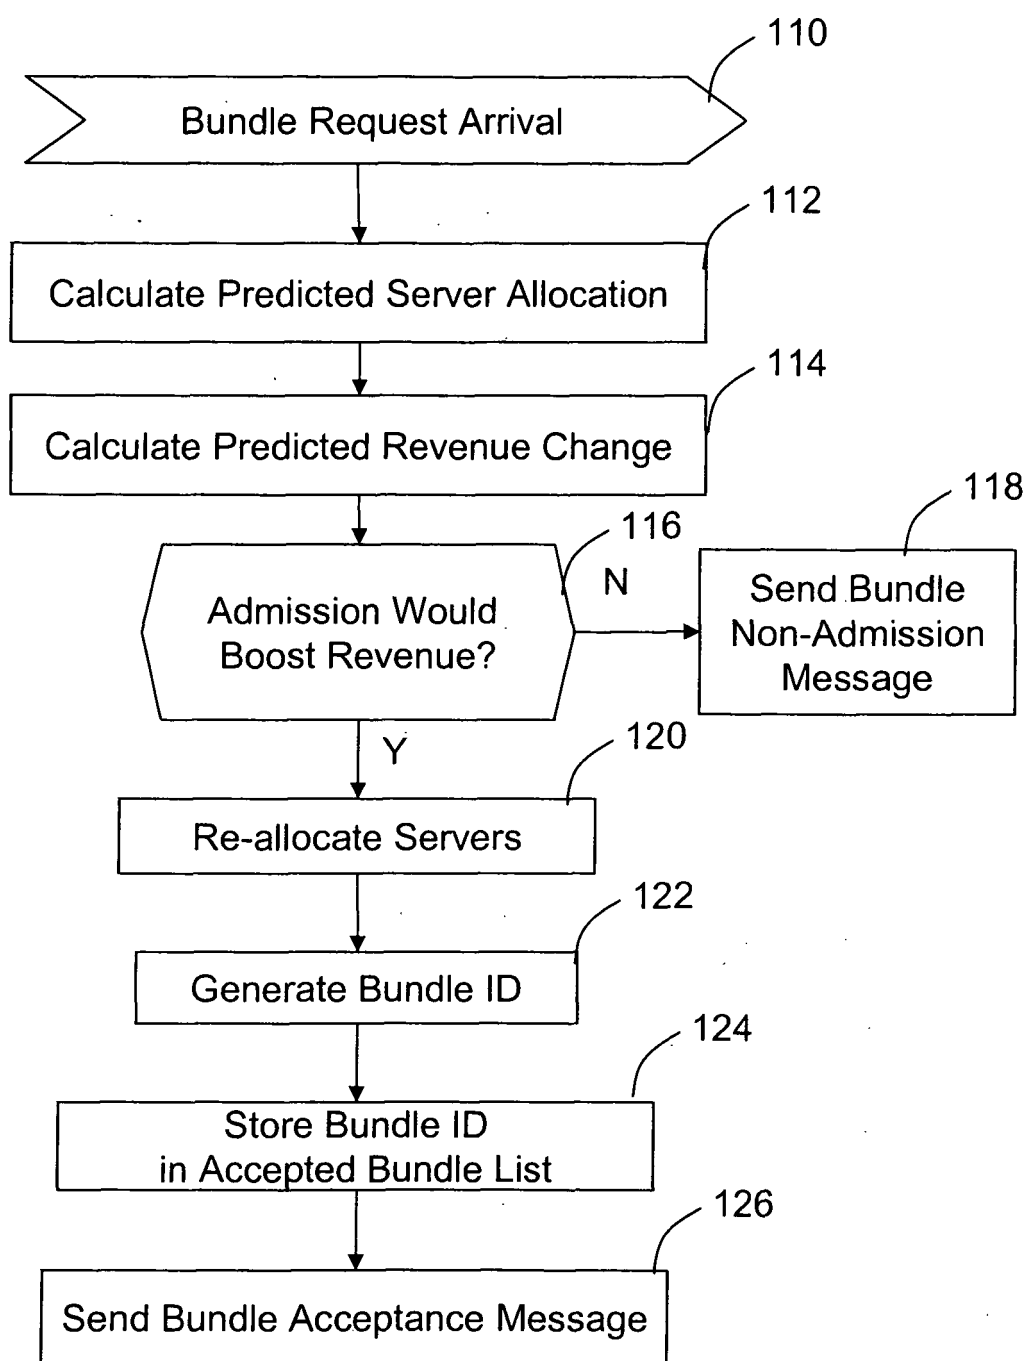 110
Bundle Request Arrival
112
Calculate Predicted Server Allocation
114
Calculate Predicted Revenue Change
116
118
Admission Would
Boost Revenue?
N
Send Bundle
Non-Admission
Message
Y
120
Re-allocate Servers
122
Generate Bundle ID
124
Store Bundle ID
in Accepted Bundle List
126
Send Bundle Acceptance Message